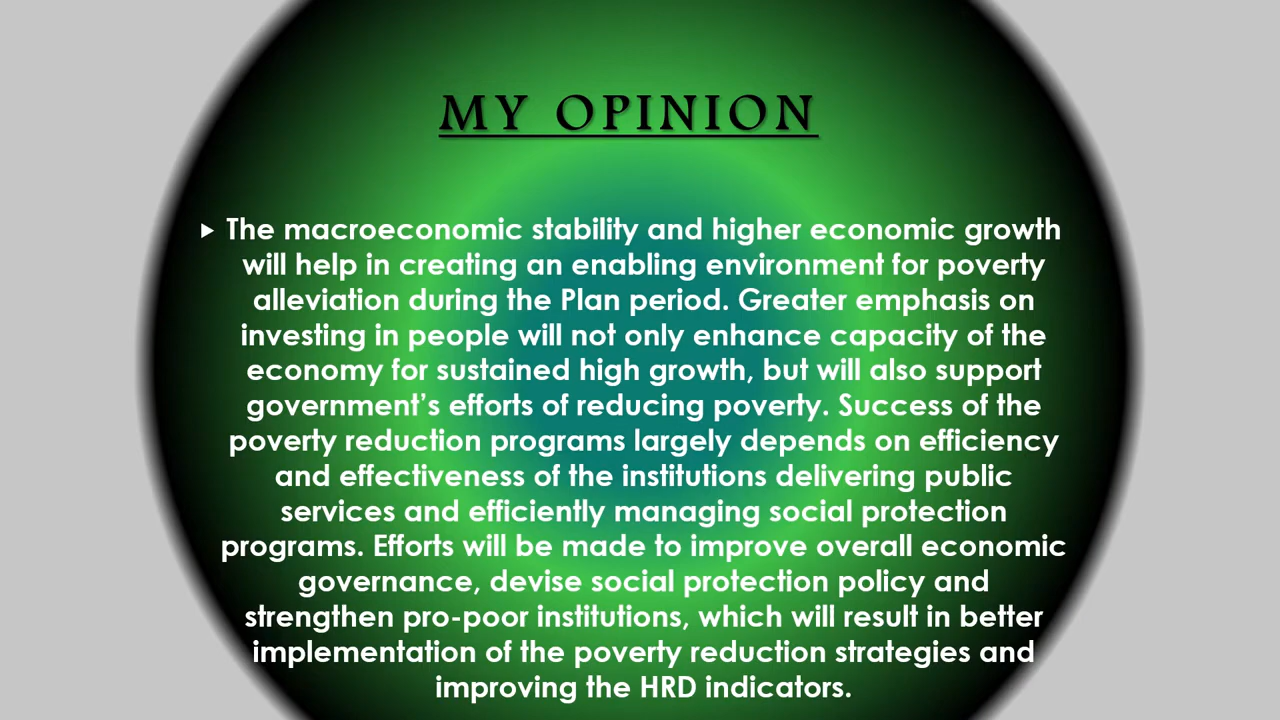 MY OPINION
The macroeconomic stability and higher economic growth
will help in creating an enabling environment for poverty
alleviation during the Plan period. Greater emphasis on
investing in people will not only enhance capacity of the
economy for sustained high growth, but will also support
government’s efforts of reducing poverty. Success of the
poverty reduction programs largely depends on efficiency
and effectiveness of the institutions delivering public
services and efficiently managing social protection
programs. Efforts will be made to improve overall economic
governance, devise social protection policy and
strengthen pro-poor institutions, which will result in better
implementation of the poverty reduction strategies and
improving the HRD indicators.